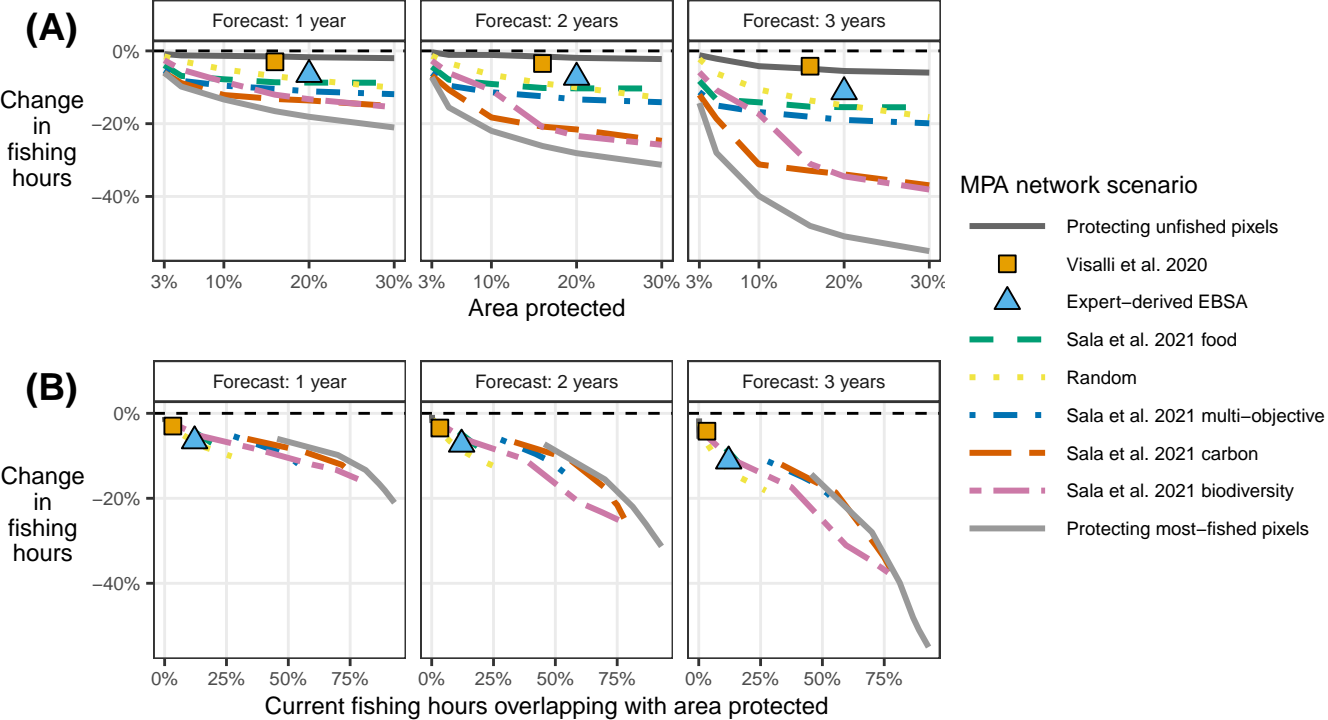 (A)
Forecast: 1 year
Forecast: 2 years
Forecast: 3 years
0%
−20%
−40%
Change
in
fishing
hours
3%
10%
20%
30%
3%
10%
20%
30%
3%
10%
20%
30%
Area protected
(B)
Forecast: 1 year
Forecast: 2 years
Forecast: 3 years
0%
−20%
−40%
Change
in
fishing
hours
0%
25%
50%
75%
0%
25%
50%
75%
0%
25%
50%
75%
Current fishing hours overlapping with area protected
MPA network scenario
Protecting unfished pixels
Visalli et al. 2020
Expert−derived EBSA
Sala et al. 2021 food
Random
Sala et al. 2021 multi−objective
Sala et al. 2021 carbon
Sala et al. 2021 biodiversity
Protecting most−fished pixels